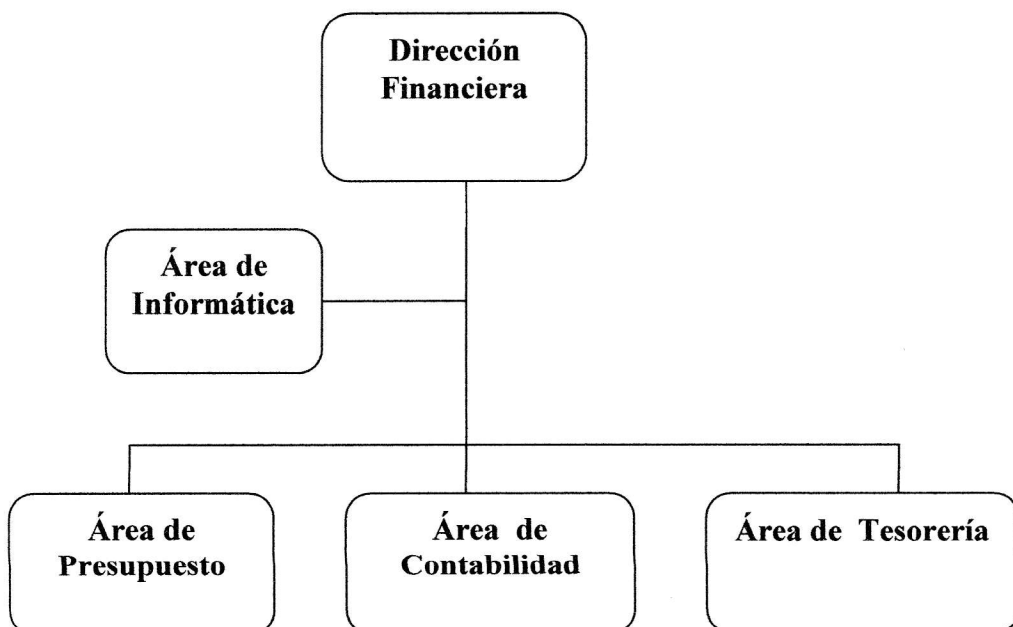 Dirección
Financiera
Área de
Informática
Área de
Presupuesto
Área de
Contabilidad
Área de Tesorería